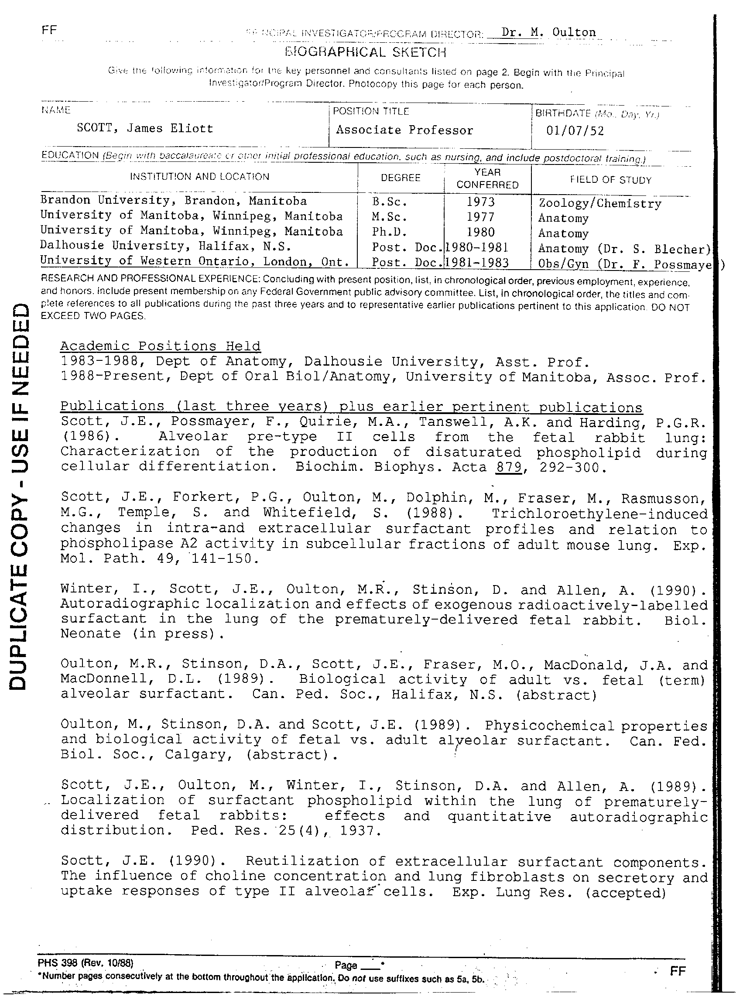 FF
PRINCIPAL INVESTIGATOR/PROGRAM DIRECTOR: Dr. M. Oulton
BIOGRAPHICAL SKETCH
Give the following information for the key personnel and consultants listed on page 2. Begin with the Principal
Investigator/Program Director. Photocopy this page for each person.
NAME
POSITION TITLE
BIRTHDATE (Mo., Day, Yr.)
SCOTT, James Eliott
Associate Professor
01/07/52
EDUCATION (Begin with baccalaureate or other initial professional education, such as nursing, and include postdoctoral training.)
INSTITUTION AND LOCATION DEGREE YEAR CONFERRED FIELD OF STUDY
Brandon University, Brandon, Manitoba B.Sc. 1973 Zoology/Chemistry
University of Manitoba, Winnipeg, Manitoba M.Sc. 1977 Anatomy
University of Manitoba, Winnipeg, Manitoba Ph.D. 1980 Anatomy
Dalhousie University, Halifax, N.S. Post. Doc. 1980-1981 Anatomy (Dr. S. Blecher)
University of Western Ontario, London, Ont. Post. Doc. 1981-1983 Obs/Gyn (Dr. F. Possmayer)
RESEARCH AND PROFESSIONAL EXPERIENCE: Concluding with present position, list, in chronological order, previous employment, experience,
and honors. Include present membership on any Federal Government public advisory committee. List, in chronological order, the titles and com-
plete references to all publications during the past three years and to representative earlier publications pertinent to this application. DO NOT
EXCEED TWO PAGES.
DUPLICATE COPY - USE IF NEEDED
Academic Positions Held
1983-1988, Dept of Anatomy, Dalhousie University, Asst. Prof.
1988-Present, Dept of Oral Biol/Anatomy, University of Manitoba, Assoc. Prof.
Publications (last three years) plus earlier pertinent publications
Scott, J.E., Possmayer, F., Quirie, M.A., Tanswell, A.K. and Harding, P.G.R.
(1986). Alveolar pre-type II cells from the fetal rabbit lung:
Characterization of the production of disaturated phospholipid during
cellular differentiation. Biochim. Biophys. Acta 879, 292-300.
Scott, J.E., Forkert, P.G., Oulton, M., Dolphin, M., Fraser, M., Rasmusson,
M.G., Temple, S. and Whitefield, S. (1988). Trichloroethylene-induced
changes in intra-and extracellular surfactant profiles and relation to
phospholipase A2 activity in subcellular fractions of adult mouse lung. Exp.
Mol. Path. 49, 141-150.
Winter, I., Scott, J.E., Oulton, M.R., Stinson, D. and Allen, A. (1990).
Autoradiographic localization and effects of exogenous radioactively-labelled
surfactant in the lung of the prematurely-delivered fetal rabbit. Biol.
Neonate (in press).
Oulton, M.R., Stinson, D.A., Scott, J.E., Fraser, M.O., MacDonald, J.A. and
MacDonnell, D.L. (1989). Biological activity of adult vs. fetal (term)
alveolar surfactant. Can. Ped. Soc., Halifax, N.S. (abstract)
Oulton, M., Stinson, D.A. and Scott, J.E. (1989). Physicochemical properties
and biological activity of fetal vs. adult alveolar surfactant. Can. Fed.
Biol. Soc., Calgary, (abstract).
Scott, J.E., Oulton, M., Winter, I., Stinson, D.A. and Allen, A. (1989).
Localization of surfactant phospholipid within the lung of prematurely-
delivered fetal rabbits: effects and quantitative autoradiographic
distribution. Ped. Res. 25(4), 1937.
Soctt, J.E. (1990). Reutilization of extracellular surfactant components.
The influence of choline concentration and lung fibroblasts on secretory and
uptake responses of type II alveolar cells. Exp. Lung Res. (accepted)
PHS 398 (Rev. 10/88) Page ___* FF
*Number pages consecutively at the bottom throughout the application. Do not use suffixes such as 5a, 5b.